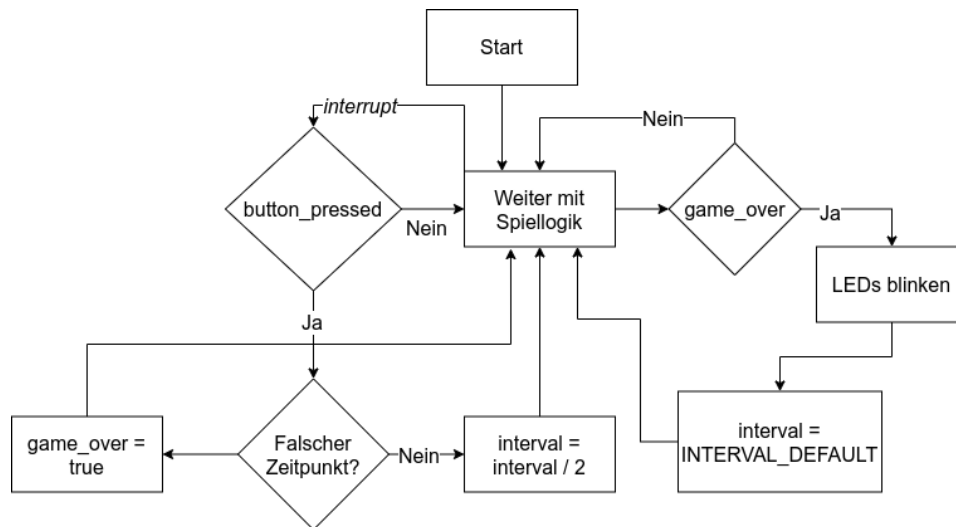 Start
interrupt
Nein
button_pressed
Nein
Weiter mit
Spiellogik
game_over
Ja
LEDs blinken
Ja
game_over =
true
Falscher
Zeitpunkt?
Nein
interval =
interval / 2
interval =
INTERVAL_DEFAULT